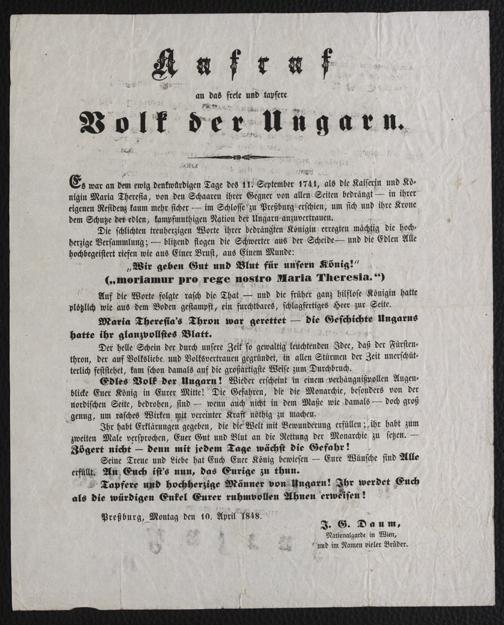 Aufruf
an das freie und tapfere
Volk der Ungarn.
Es war an dem ewig denkwürdigen Tage des 11. September 1741, als die Kaiserin und Kö-
nigin Maria Theresia, von den Schaaren ihrer Gegner von allen Seiten bedrängt — in ihrer
eigenen Residenz kaum mehr sicher — im Schlosse zu Preßburg erschien, um sich und ihre Krone
dem Schutze der edlen, kampfmuthigen Nation der Ungarn anzuvertrauen.
Die schlichten treuherzigen Worte ihrer bedrängten Königin erregten mächtig die hoch-
herzige Versammlung; — blitzend flogen die Schwerter aus der Scheide — und die Edlen Alle
hochbegeistert riefen wie aus Einer Brust, aus Einem Munde:
„Wir geben Gut und Blut für unsern König!“
(„moriamur pro rege nostro Maria Theresia.“)
Auf die Worte folgte rasch die That — und die früher ganz hilflose Königin hatte
plötzlich wie aus dem Boden gestampft, ein furchtbares, schlagfertiges Heer zur Seite.
Maria Theresia's Thron war gerettet — die Geschichte Ungarns
hatte ihr glanzvollstes Blatt.
Der helle Schein der durch unsere Zeit so gewaltig leuchtenden Idee, daß der Fürsten-
thron, der auf Volksliebe und Volksvertrauen gegründet, in allen Stürmen der Zeit unerschüt-
terlich feststehet, kam schon damals auf die großartigste Weise zum Durchbruch.
Edles Volk der Ungarn! Wieder erscheint in einem verhängnißvollen Augen-
blicke Euer König in Eurer Mitte! Die Gefahren, die die Monarchie, besonders von der
nordischen Seite, bedrohen, sind — wenn auch nicht in dem Maße wie damals — doch groß
genug, um rasches Wirken mit vereinter Kraft nöthig zu machen.
Ihr habt Erklärungen gegeben, die die Welt mit Bewunderung erfüllen; ihr habt zum
zweiten Male versprochen, Euer Gut und Blut an die Rettung der Monarchie zu setzen. —
Zögert nicht — denn mit jedem Tage wächst die Gefahr!
Seine Treue und Liebe hat Euch Euer König bewiesen — Eure Wünsche sind Alle
erfüllt. An Euch ist's nun, das Eurige zu thun.
Tapfere und hochherzige Männer von Ungarn! Ihr werdet Euch
als die würdigen Enkel Eurer ruhmvollen Ahnen erweisen!
Preßburg, Montag den 10. April 1848.
J. G. Daum,
Nationalgarde in Wien,
und im Namen vieler Brüder.